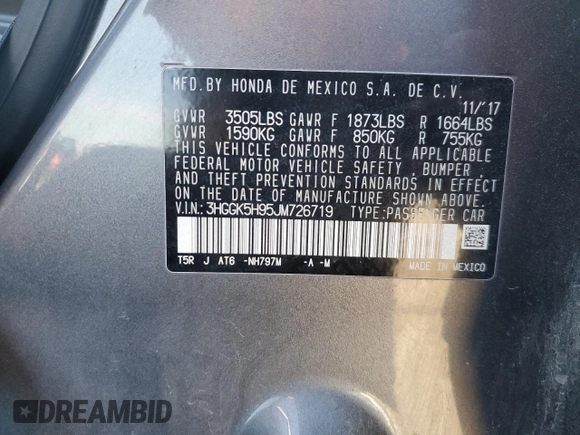 MFD.BY HONDA DE MEXICO S.A. DE C.V.
11/'17
GVWR 3505LBS GAWR F 1873LBS R 1664LBS
GVWR 1590KG GAWR F 850KG R 755KG
THIS VEHICLE CONFORMS TO ALL APPLICABLE
FEDERAL MOTOR VEHICLE SAFETY, BUMPER,
AND THEFT PREVENTION STANDARDS IN EFFECT
ON THE DATE OF MANUFACTURE SHOWN ABOVE.
V.I.N.:3HGGK5H95JM726719 TYPE:PASSENGER CAR
T5R J AT6 -NH797M -A -M
MADE IN MEXICO
DREAMBID